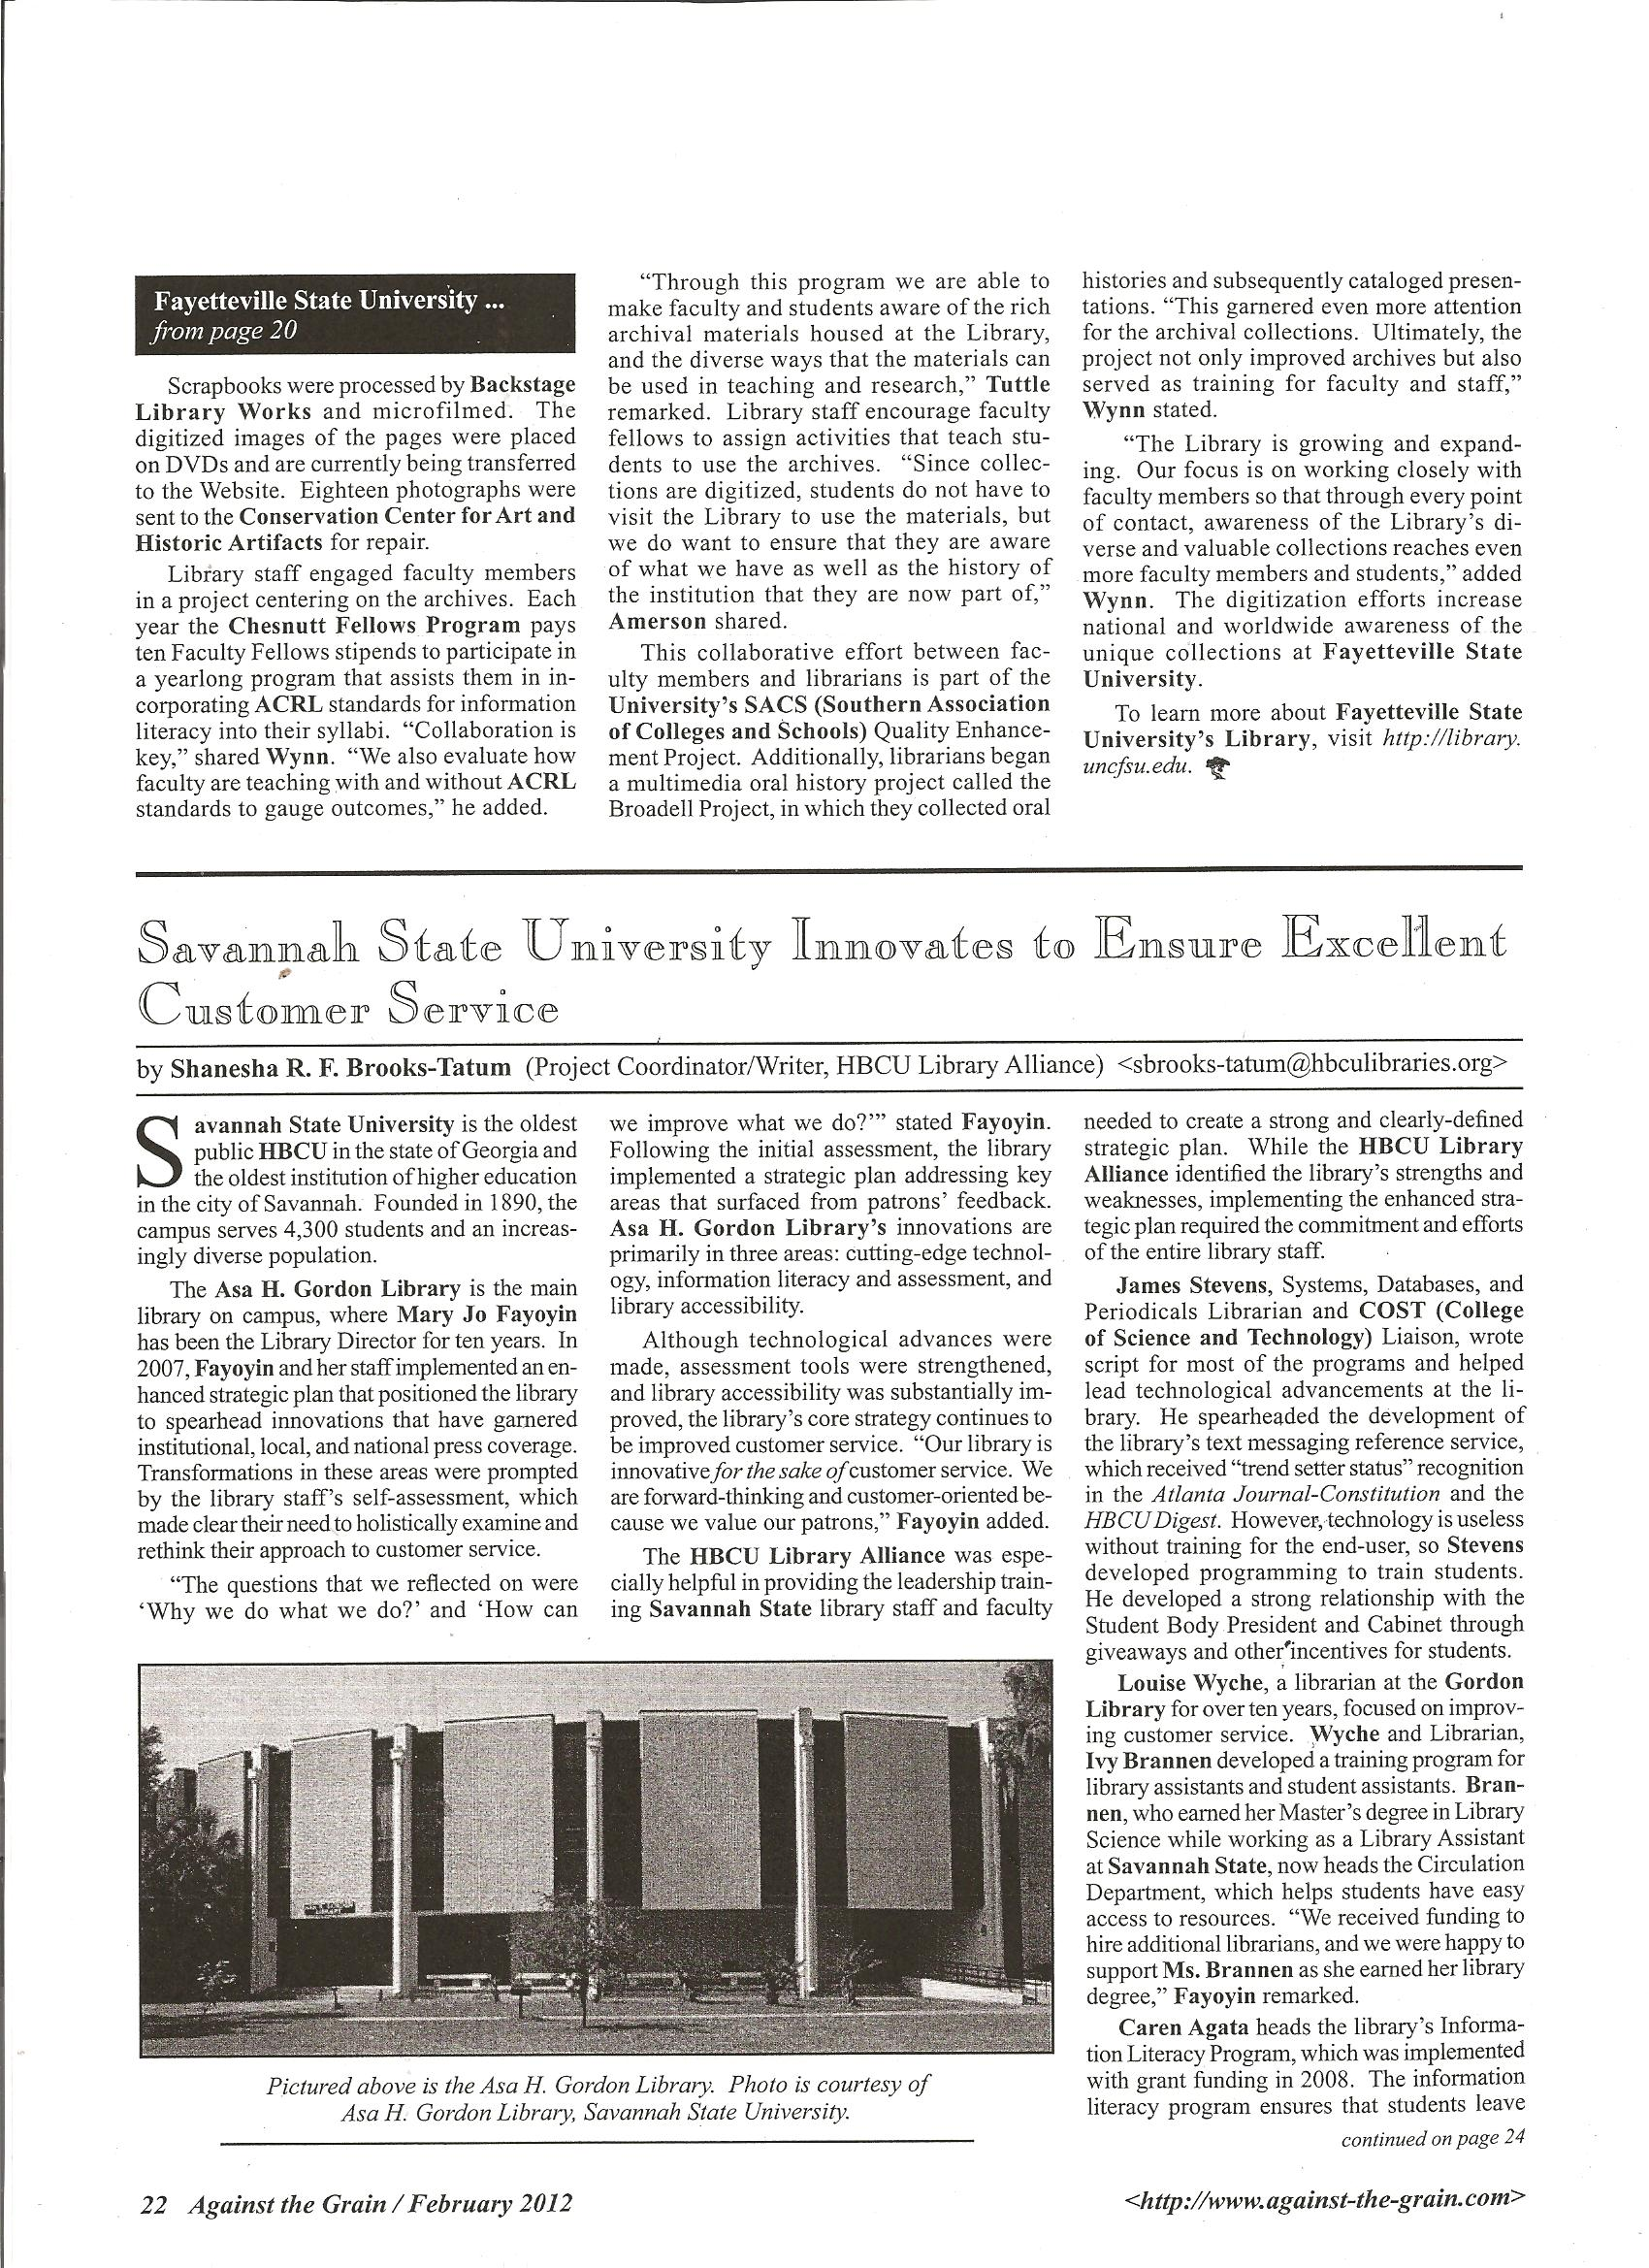 Fayetteville State University ...
from page 20
Scrapbooks were processed by Backstage
Library Works and microfilmed. The
digitized images of the pages were placed
on DVDs and are currently being transferred
to the Website. Eighteen photographs were
sent to the Conservation Center for Art and
Historic Artifacts for repair.
Library staff engaged faculty members
in a project centering on the archives. Each
year the Chesnutt Fellows Program pays
ten Faculty Fellows stipends to participate in
a yearlong program that assists them in in-
corporating ACRL standards for information
literacy into their syllabi. “Collaboration is
key,” shared Wynn. “We also evaluate how
faculty are teaching with and without ACRL
standards to gauge outcomes,” he added.
“Through this program we are able to
make faculty and students aware of the rich
archival materials housed at the Library,
and the diverse ways that the materials can
be used in teaching and research,” Tuttle
remarked. Library staff encourage faculty
fellows to assign activities that teach stu-
dents to use the archives. “Since collec-
tions are digitized, students do not have to
visit the Library to use the materials, but
we do want to ensure that they are aware
of what we have as well as the history of
the institution that they are now part of,”
Amerson shared.
This collaborative effort between fac-
ulty members and librarians is part of the
University’s SACS (Southern Association
of Colleges and Schools) Quality Enhance-
ment Project. Additionally, librarians began
a multimedia oral history project called the
Broadell Project, in which they collected oral
histories and subsequently cataloged presen-
tations. “This garnered even more attention
for the archival collections. Ultimately, the
project not only improved archives but also
served as training for faculty and staff,”
Wynn stated.
“The Library is growing and expand-
ing. Our focus is on working closely with
faculty members so that through every point
of contact, awareness of the Library’s di-
verse and valuable collections reaches even
more faculty members and students,” added
Wynn. The digitization efforts increase
national and worldwide awareness of the
unique collections at Fayetteville State
University.
To learn more about Fayetteville State
University’s Library, visit http://library.
uncfsu.edu.
Savannah State University Innovates to Ensure Excellent
Customer Service
by Shanesha R. F. Brooks-Tatum (Project Coordinator/Writer, HBCU Library Alliance) <sbrooks-tatum@hbculibraries.org>
Savannah State University is the oldest
public HBCU in the state of Georgia and
the oldest institution of higher education
in the city of Savannah. Founded in 1890, the
campus serves 4,300 students and an increas-
ingly diverse population.
The Asa H. Gordon Library is the main
library on campus, where Mary Jo Fayoyin
has been the Library Director for ten years. In
2007, Fayoyin and her staff implemented an en-
hanced strategic plan that positioned the library
to spearhead innovations that have garnered
institutional, local, and national press coverage.
Transformations in these areas were prompted
by the library staff’s self-assessment, which
made clear their need to holistically examine and
rethink their approach to customer service.
“The questions that we reflected on were
‘Why we do what we do?’ and ‘How can
we improve what we do?’” stated Fayoyin.
Following the initial assessment, the library
implemented a strategic plan addressing key
areas that surfaced from patrons’ feedback.
Asa H. Gordon Library’s innovations are
primarily in three areas: cutting-edge technol-
ogy, information literacy and assessment, and
library accessibility.
Although technological advances were
made, assessment tools were strengthened,
and library accessibility was substantially im-
proved, the library’s core strategy continues to
be improved customer service. “Our library is
innovative for the sake of customer service. We
are forward-thinking and customer-oriented be-
cause we value our patrons,” Fayoyin added.
The HBCU Library Alliance was espe-
cially helpful in providing the leadership train-
ing Savannah State library staff and faculty
needed to create a strong and clearly-defined
strategic plan. While the HBCU Library
Alliance identified the library’s strengths and
weaknesses, implementing the enhanced stra-
tegic plan required the commitment and efforts
of the entire library staff.
James Stevens, Systems, Databases, and
Periodicals Librarian and COST (College
of Science and Technology) Liaison, wrote
script for most of the programs and helped
lead technological advancements at the li-
brary. He spearheaded the development of
the library’s text messaging reference service,
which received “trend setter status” recognition
in the Atlanta Journal-Constitution and the
HBCU Digest. However, technology is useless
without training for the end-user, so Stevens
developed programming to train students.
He developed a strong relationship with the
Student Body President and Cabinet through
giveaways and other incentives for students.
Louise Wyche, a librarian at the Gordon
Library for over ten years, focused on improv-
ing customer service. Wyche and Librarian,
Ivy Brannen developed a training program for
library assistants and student assistants. Bran-
nen, who earned her Master’s degree in Library
Science while working as a Library Assistant
at Savannah State, now heads the Circulation
Department, which helps students have easy
access to resources. “We received funding to
hire additional librarians, and we were happy to
support Ms. Brannen as she earned her library
degree,” Fayoyin remarked.
Caren Agata heads the library’s Informa-
tion Literacy Program, which was implemented
with grant funding in 2008. The information
literacy program ensures that students leave
continued on page 24
Pictured above is the Asa H. Gordon Library. Photo is courtesy of
Asa H. Gordon Library, Savannah State University.
22 Against the Grain / February 2012
<http://www.against-the-grain.com>